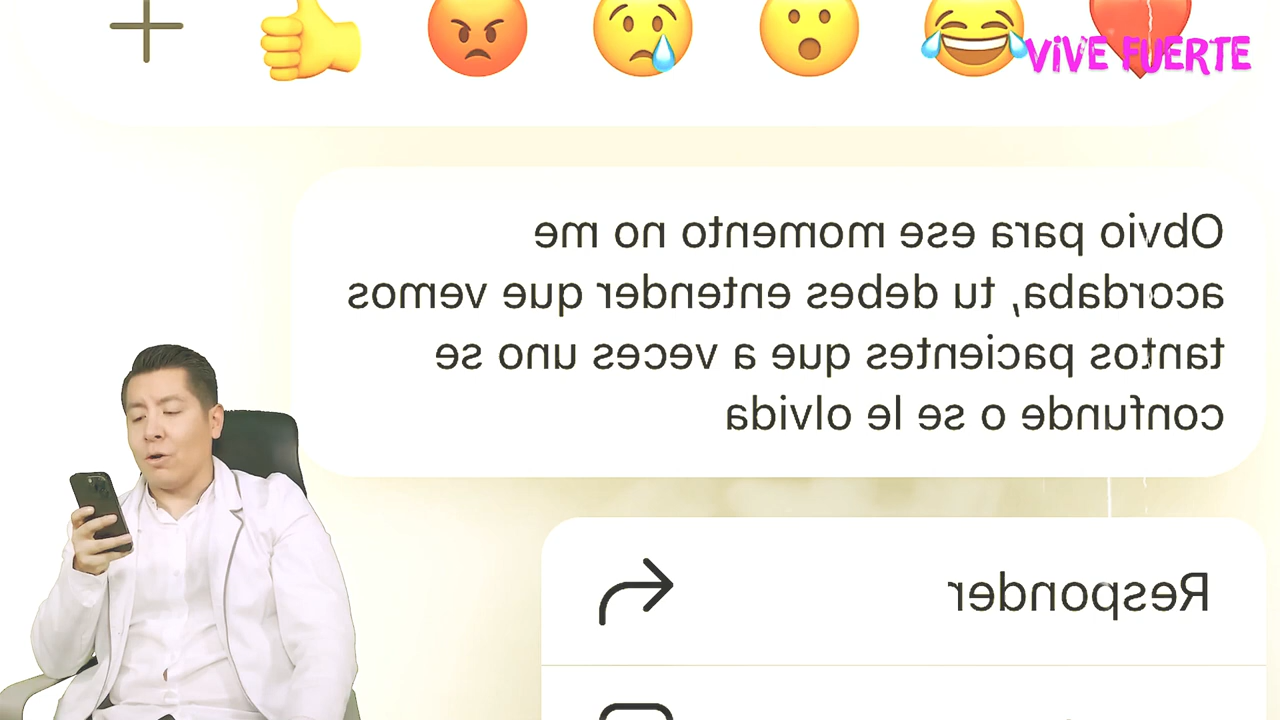 ViVE FUERTE
Obvio para ese momento no me
acordaba, tu debes entender que vemos
tantos pacientes que a veces uno se
confunde o se le olvida
Responder